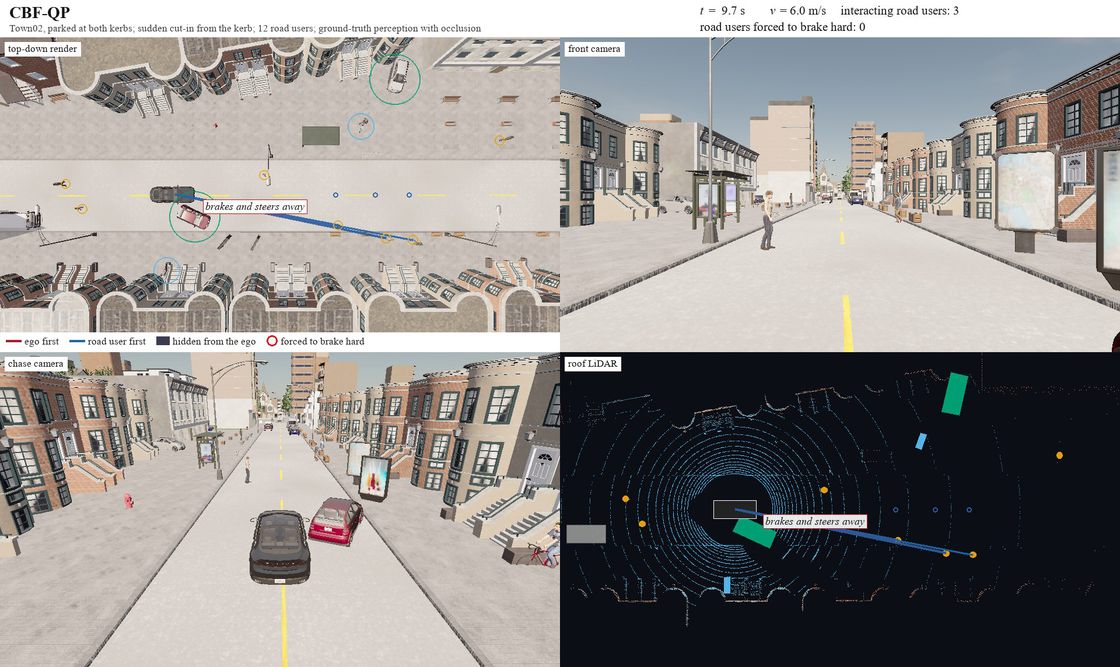 CBF-QP
Town02, parked at both kerbs; sudden cut-in from the kerb; 12 road users; ground-truth perception with occlusion
t = 9.7 s v = 6.0 m/s interacting road users: 3
road users forced to brake hard: 0
top-down render
brakes and steers away
ego first road user first hidden from the ego forced to brake hard
front camera
chase camera
roof LiDAR
brakes and steers away